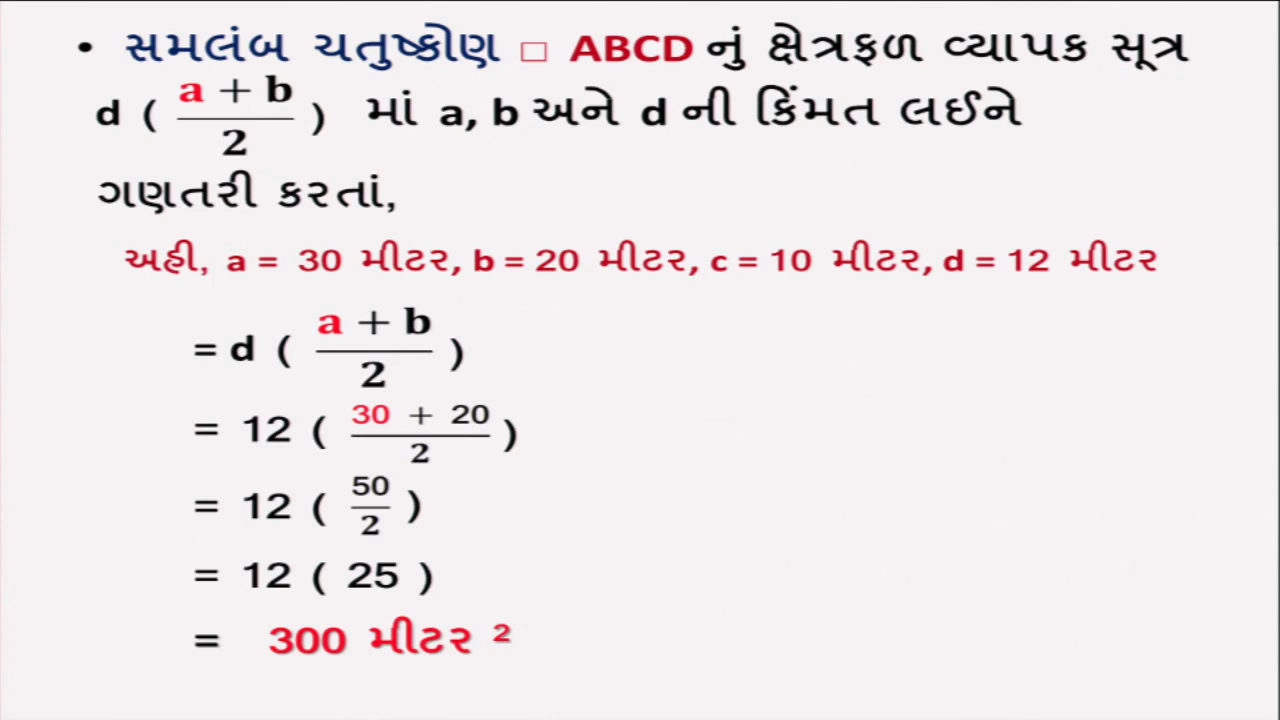 • સમલંબ ચતુષ્કોણ □ ABCD નું ક્ષેત્રફળ વ્યાપક સૂત્ર
d ( a + b / 2 ) માં a, b અને d ની કિંમત લઈને
ગણતરી કરતાં,
અહી, a = 30 મીટર, b = 20 મીટર, c = 10 મીટર, d = 12 મીટર
= d ( a + b / 2 )
= 12 ( 30 + 20 / 2 )
= 12 ( 50 / 2 )
= 12 ( 25 )
= 300 મીટર ²